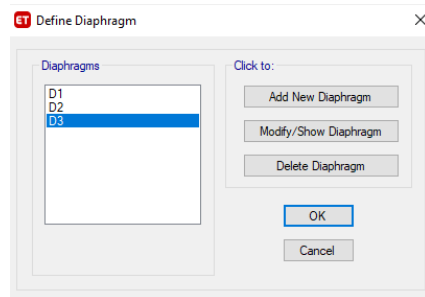 ET Define Diaphragm
Diaphragms
D1
D2
D3
Click to:
Add New Diaphragm
Modify/Show Diaphragm
Delete Diaphragm
OK
Cancel